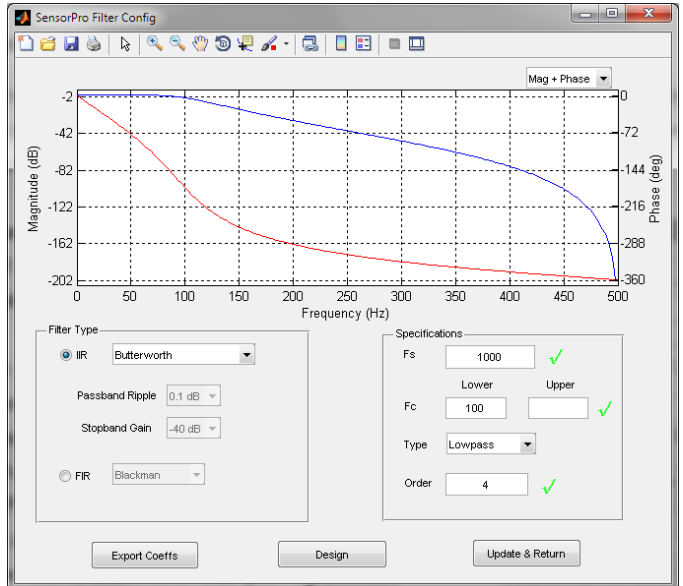 SensorPro Filter Config
Mag + Phase
-2
-42
-82
-122
-162
-202
Magnitude (dB)
0
-72
-144
-216
-288
-360
Phase (deg)
0 50 100 150 200 250 300 350 400 450 500
Frequency (Hz)
Filter Type
IIR Butterworth
Passband Ripple 0.1 dB
Stopband Gain -40 dB
FIR Blackman
Specifications
Fs 1000
Lower Upper
Fc 100
Type Lowpass
Order 4
Export Coeffs Design Update & Return